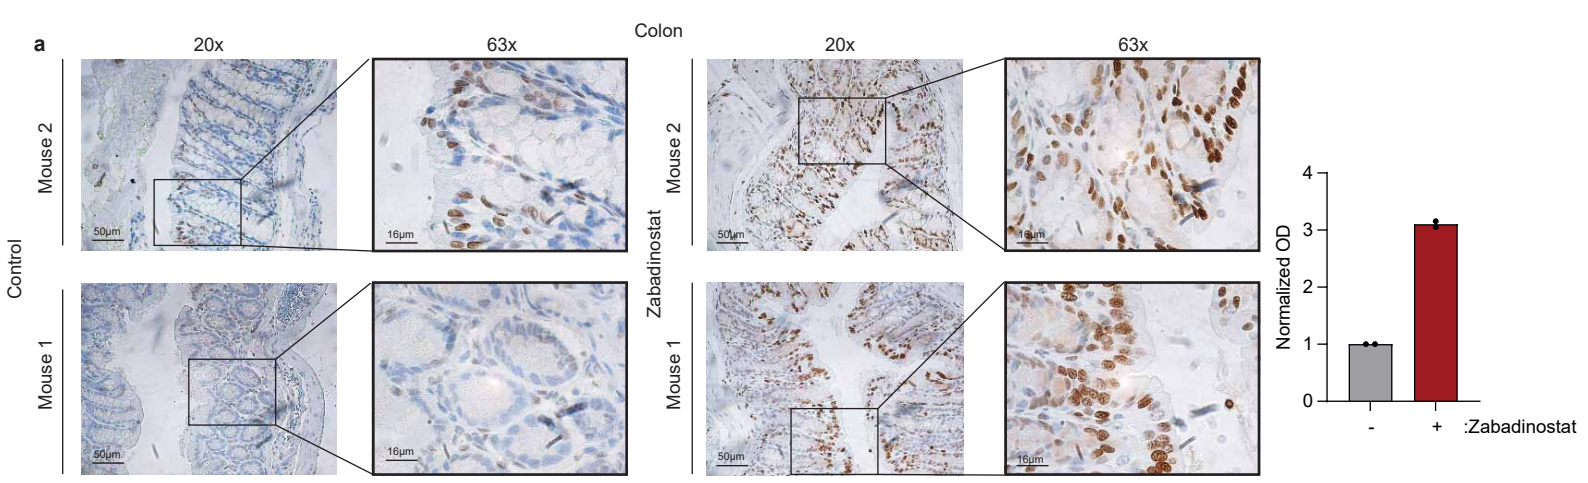 Colon
a
20x
63x
20x
63x
Control
Mouse 2
50µm
16µm
Zabadinostat
Mouse 2
50µm
16µm
Mouse 1
50µm
16µm
Mouse 1
50µm
16µm
Normalized OD
4
3
2
1
0
- + :Zabadinostat